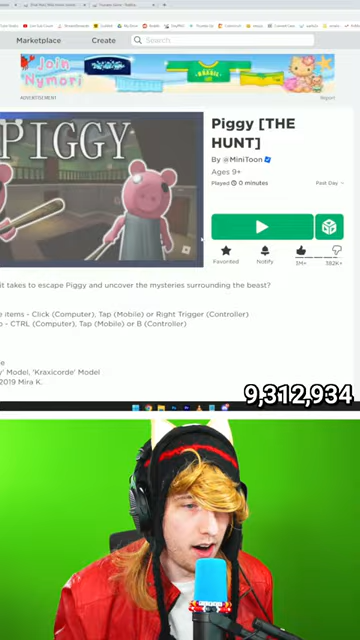 Marketplace
Create
Search
Join
Nymori
ADVERTISEMENT
Report
PIGGY
Piggy [THE
HUNT]
By @MiniToon
Ages 9+
Played 0 minutes
Past Day
Favorited
Notify
3M+
382K+
it takes to escape Piggy and uncover the mysteries surrounding the beast?
e items - Click (Computer), Tap (Mobile) or Right Trigger (Controller)
- CTRL (Computer), Tap (Mobile) or B (Controller)
e
' Model, 'Kraxicorde' Model
2019 Mira K.
9,312,934